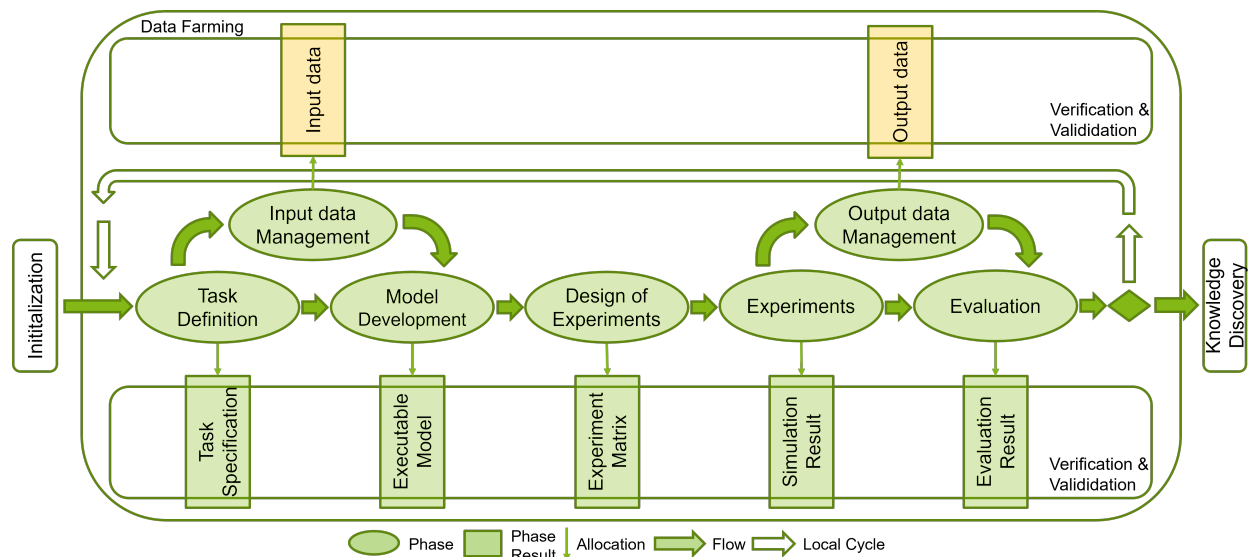 Data Farming
Input data
Output data
Verification &
Valididation
Input data
Management
Output data
Management
Inititalization
Task
Definition
Model
Development
Design of
Experiments
Experiments
Evaluation
Knowledge
Discovery
Task
Specification
Executable
Model
Experiment
Matrix
Simulation
Result
Evaluation
Result
Verification &
Valididation
Phase
Phase
Result
Allocation
Flow
Local Cycle